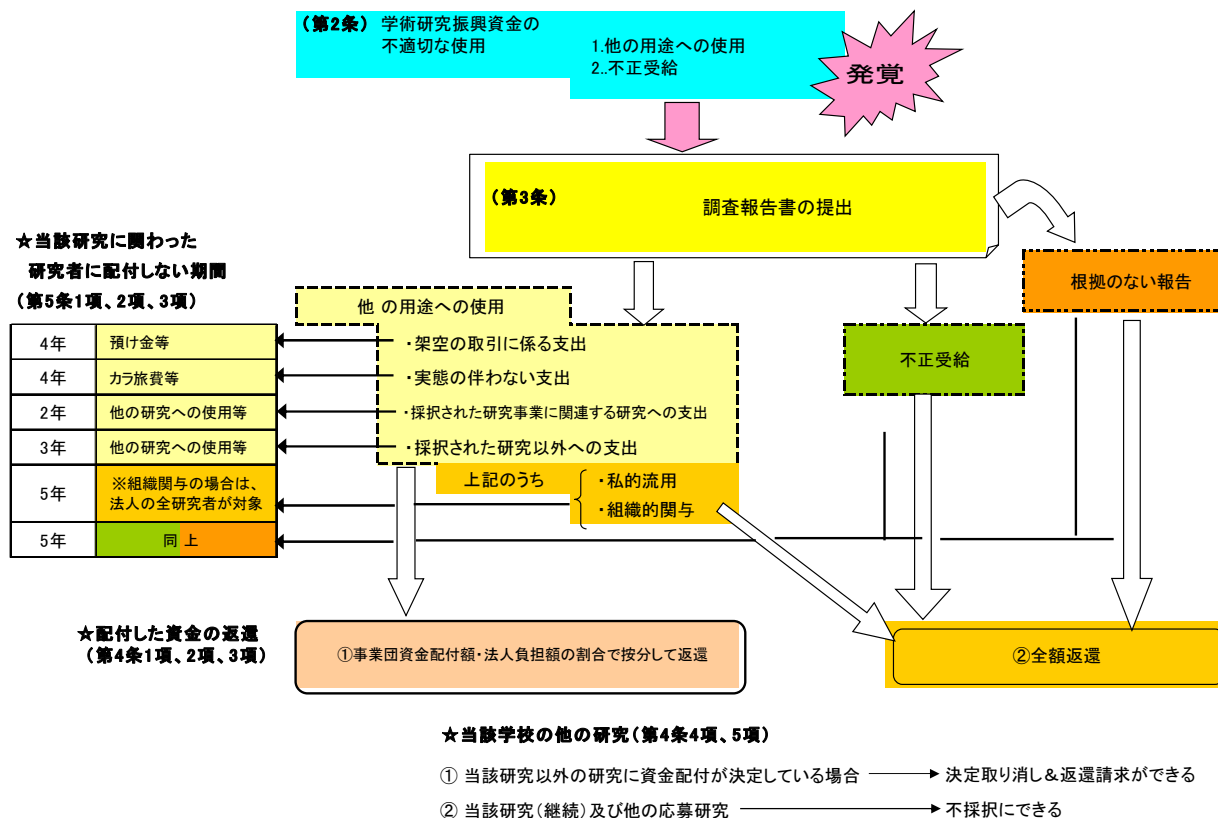 (第2条) 学術研究振興資金の
不適切な使用
1.他の用途への使用
2..不正受給
発覚
(第3条)
調査報告書の提出
★当該研究に関わった
研究者に配付しない期間
(第5条1項、2項、3項)
根拠のない報告
他 の用途への使用
不正受給
4年 預け金等
・架空の取引に係る支出
4年 カラ旅費等
・実態の伴わない支出
2年 他の研究への使用等
・採択された研究事業に関連する研究への支出
3年 他の研究への使用等
・採択された研究以外への支出
5年 ※組織関与の場合は、
法人の全研究者が対象
上記のうち
・私的流用
・組織的関与
5年 同 上
★配付した資金の返還
(第4条1項、2項、3項)
①事業団資金配付額・法人負担額の割合で按分して返還
②全額返還
★当該学校の他の研究(第4条4項、5項)
① 当該研究以外の研究に資金配付が決定している場合 決定取り消し&返還請求ができる
② 当該研究(継続)及び他の応募研究 不採択にできる